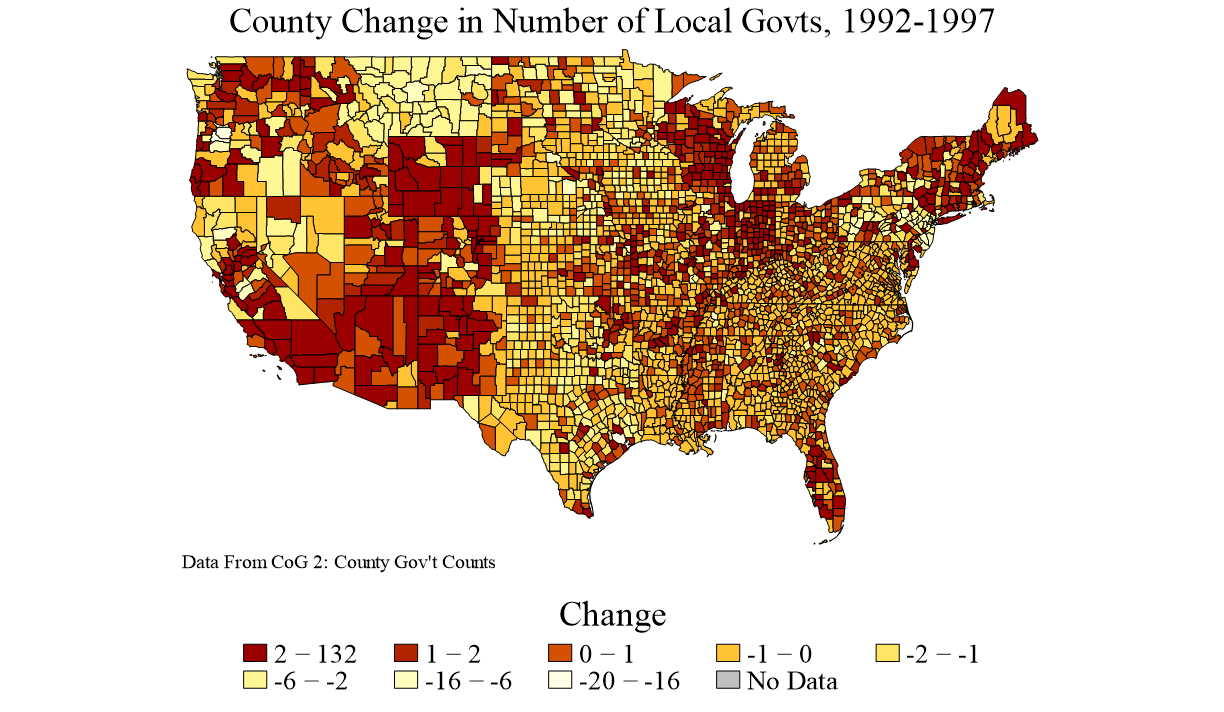 County Change in Number of Local Govts, 1992-1997
Data From CoG 2: County Gov't Counts
Change
2 − 132 1 − 2 0 − 1 -1 − 0 -2 − -1
-6 − -2 -16 − -6 -20 − -16 No Data